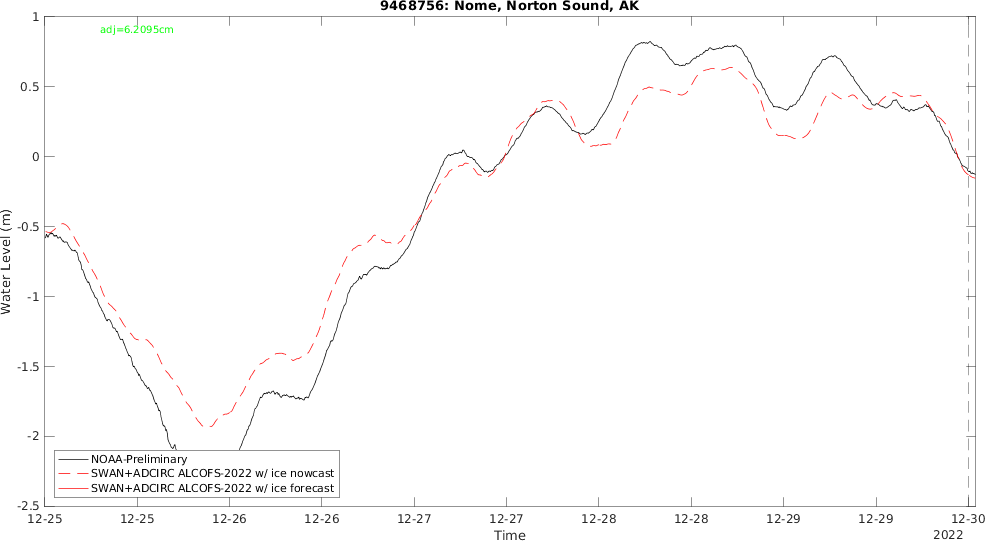 9468756: Nome, Norton Sound, AK
adj=6.2095cm
1
0.5
0
-0.5
-1
-1.5
-2
-2.5
Water Level (m)
NOAA-Preliminary
SWAN+ADCIRC ALCOFS-2022 w/ ice nowcast
SWAN+ADCIRC ALCOFS-2022 w/ ice forecast
12-25 12-25 12-26 12-26 12-27 12-27 12-28 12-28 12-29 12-29 12-30
Time
2022